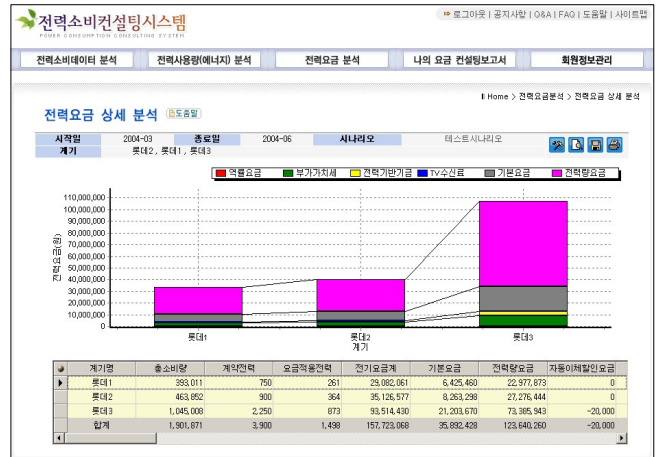 전력소비컨설팅시스템
POWER CONSUMPTION CONSULTING SYSTEM
로그아웃 | 공지사항 | Q&A | FAQ | 도움말 | 사이트맵
전력소비데이터 분석 전력사용량(에너지) 분석 전력요금 분석 나의 요금 컨설팅보고서 회원정보관리
Home > 전력요금분석 > 전력요금 상세 분석
전력요금 상세 분석 도움말
시작일 2004-03 종료일 2004-06 시나리오 테스트시나리오
계기 롯데2, 롯데1, 롯데3
역률요금 부가가치세 전력기반기금 TV수신료 기본요금 전력량요금
110,000,000
100,000,000
90,000,000
80,000,000
70,000,000
60,000,000
50,000,000
40,000,000
30,000,000
20,000,000
10,000,000
0
전력요금(원)
롯데1 롯데2 롯데3
계기
계기명 총소비량 계약전력 요금적용전력 전기요금계 기본요금 전력량요금 자동이체할인요금
롯데1 393,011 750 261 29,082,061 6,425,460 22,977,873 0
롯데2 463,852 900 364 35,126,577 8,263,298 27,276,444 0
롯데3 1,045,008 2,250 873 93,514,430 21,203,670 73,385,943 -20,000
합계 1,901,871 3,900 1,498 157,723,068 35,892,428 123,640,260 -20,000